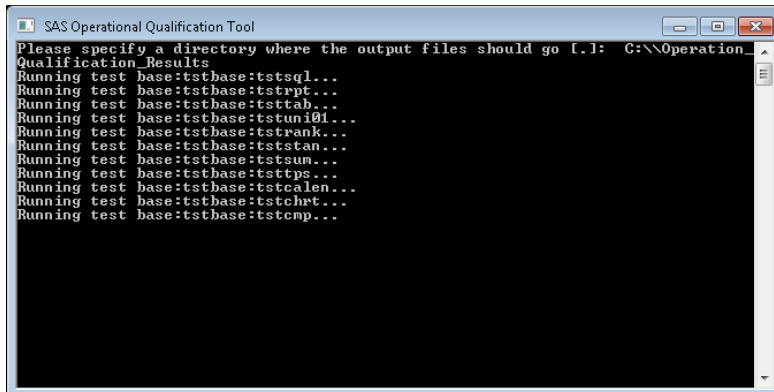 SAS Operational Qualification Tool
Please specify a directory where the output files should go [.]:  C:\\Operation_
Qualification_Results
Running test base:tstbase:tstsql...
Running test base:tstbase:tstrpt...
Running test base:tstbase:tsttab...
Running test base:tstbase:tstuni01...
Running test base:tstbase:tstrank...
Running test base:tstbase:tststan...
Running test base:tstbase:tstsum...
Running test base:tstbase:tsttps...
Running test base:tstbase:tstcalen...
Running test base:tstbase:tstchrt...
Running test base:tstbase:tstcmp...